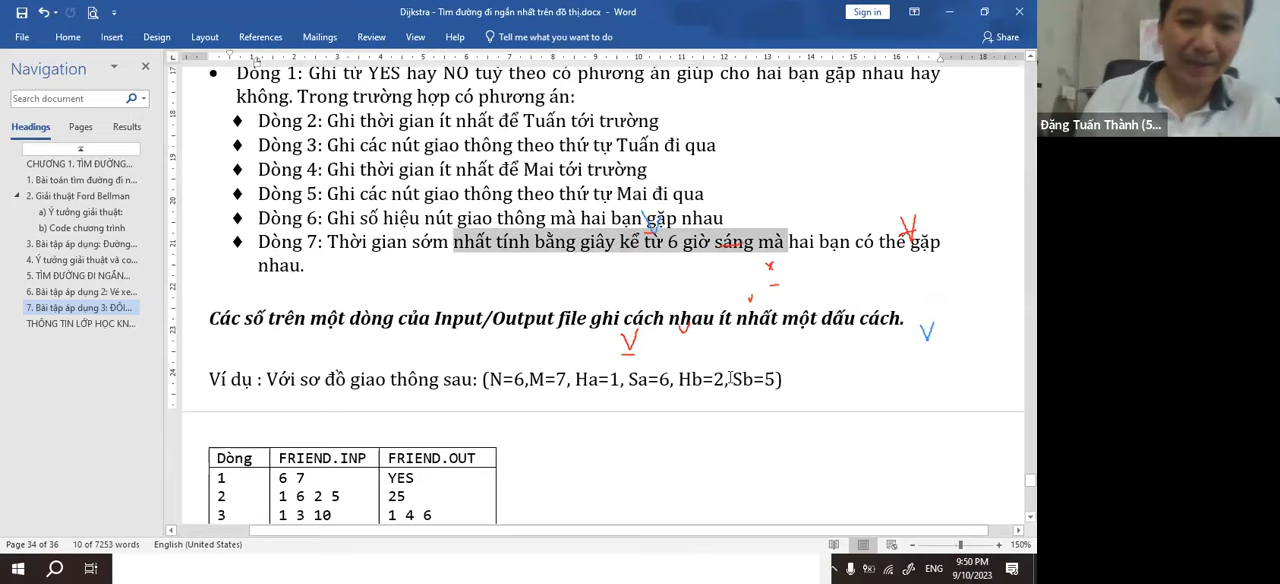 Dijkstra - Tìm đường đi ngắn nhất trên đồ thị.docx - Word
Sign in
File Home Insert Design Layout References Mailings Review View Help Tell me what you want to do Share
Navigation
Search document
Headings Pages Results
CHƯƠNG 1. TÌM ĐƯỜNG...
1. Bài toán tìm đường đi n...
2. Giải thuật Ford Bellman
a) Ý tưởng giải thuật:
b) Code chương trình
3. Bài tập áp dụng: Đường...
4. Ý tưởng giải thuật và co...
5. TÌM ĐƯỜNG ĐI NGẮN...
6. Bài tập áp dụng 2: Vé xe...
7. Bài tập áp dụng 3: ĐÔI...
THÔNG TIN LỚP HỌC KN...
Dòng 1: Ghi từ YES hay NO tuỳ theo có phương án giúp cho hai bạn gặp nhau hay
không. Trong trường hợp có phương án:
♦ Dòng 2: Ghi thời gian ít nhất để Tuấn tới trường
♦ Dòng 3: Ghi các nút giao thông theo thứ tự Tuấn đi qua
♦ Dòng 4: Ghi thời gian ít nhất để Mai tới trường
♦ Dòng 5: Ghi các nút giao thông theo thứ tự Mai đi qua
♦ Dòng 6: Ghi số hiệu nút giao thông mà hai bạn gặp nhau
♦ Dòng 7: Thời gian sớm nhất tính bằng giây kể từ 6 giờ sáng mà hai bạn có thể gặp
nhau.
Các số trên một dòng của Input/Output file ghi cách nhau ít nhất một dấu cách.
Ví dụ : Với sơ đồ giao thông sau: (N=6,M=7, Ha=1, Sa=6, Hb=2, Sb=5)
Dòng FRIEND.INP FRIEND.OUT
1 6 7 YES
2 1 6 2 5 25
3 1 3 10 1 4 6
Đặng Tuấn Thành (5...
Page 34 of 36 10 of 7253 words English (United States) 150%
ENG 9:50 PM
9/10/2023